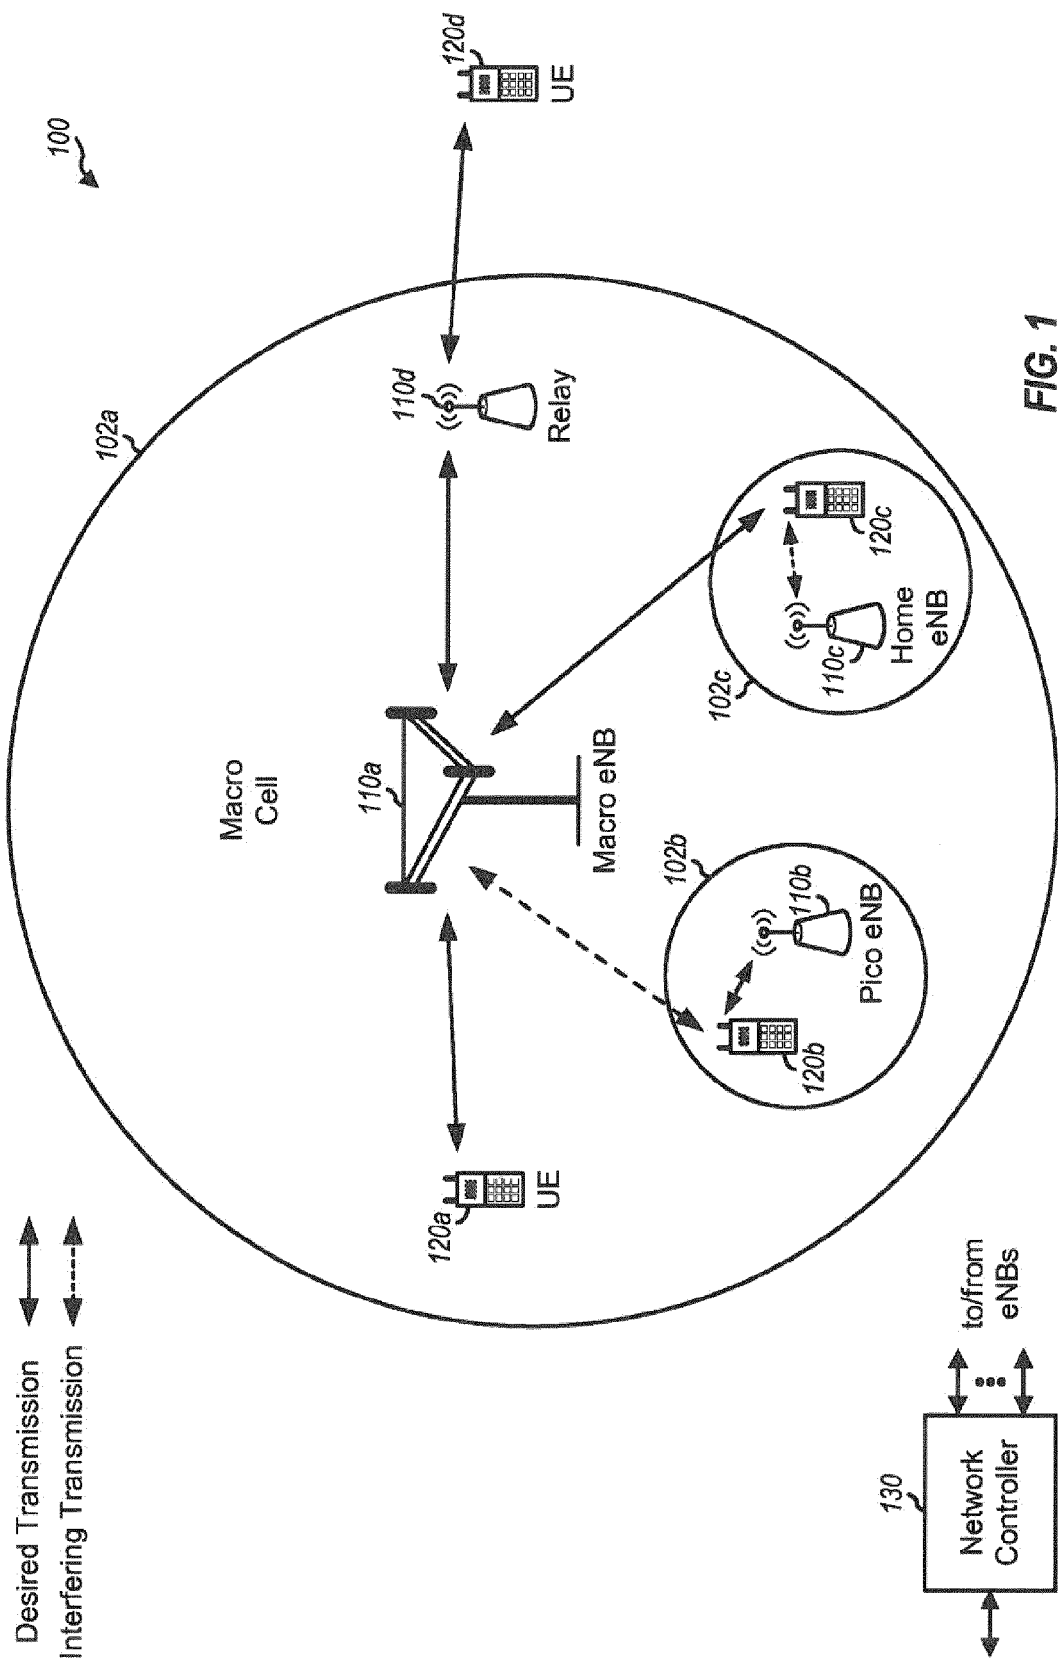 Desired Transmission
Interfering Transmission
100
102a
Macro
Cell
110a
Macro eNB
120a
UE
110d
Relay
120d
UE
102b
110b
Pico eNB
120b
102c
110c
Home
eNB
120c
130
Network
Controller
to/from
eNBs
FIG. 1